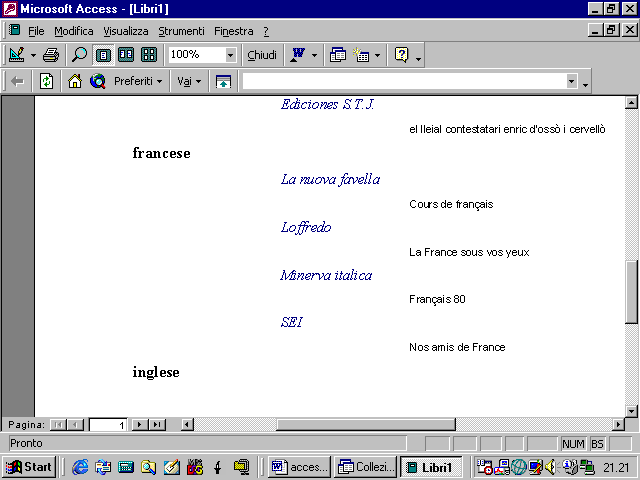 Microsoft Access - [Libri1]
File Modifica Visualizza Strumenti Finestra ?
100% Chiudi
Preferiti Vai
Ediciones S.T.J.
el lleial contestatari enric d'ossò i cervellò
francese
La nuova favella
Cours de français
Loffredo
La France sous vos yeux
Minerva italica
Français 80
SEI
Nos amis de France
inglese
Pagina: 1
Pronto NUM BS
Start acces... Collezi... Libri1 21.21